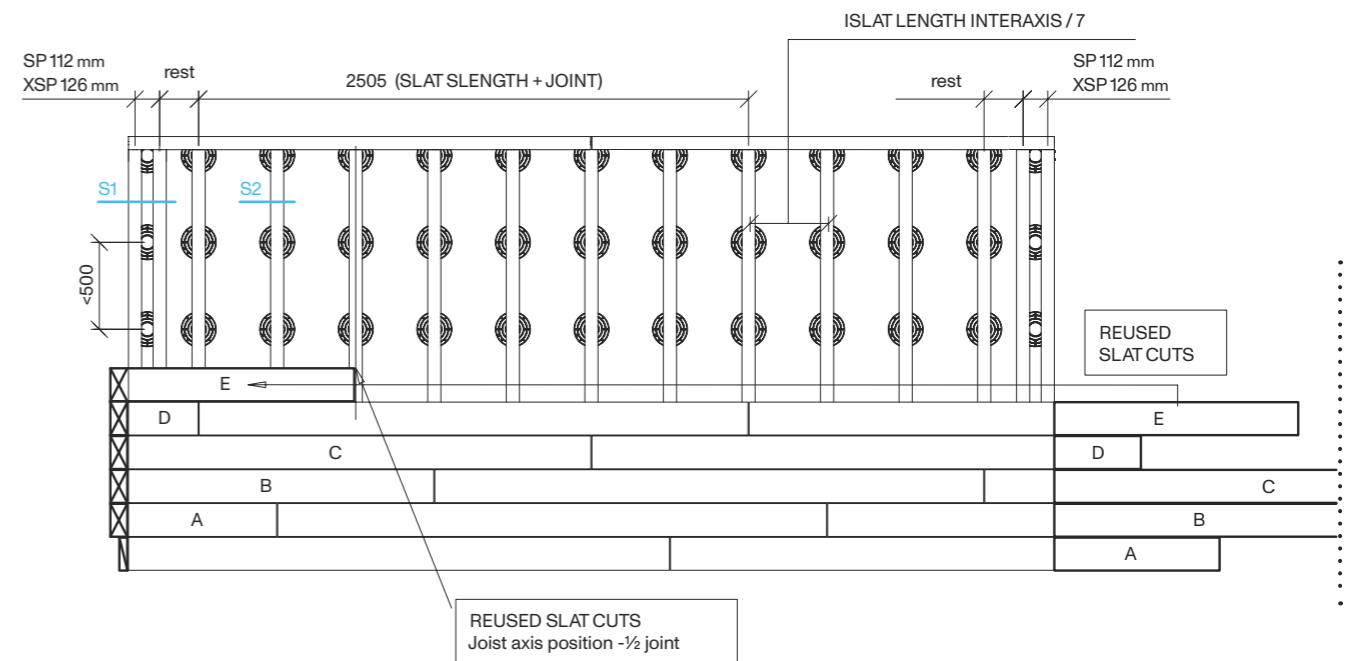 ISLAT LENGTH INTERAXIS / 7
SP 112 mm
XSP 126 mm
rest
2505 (SLAT SLENGTH + JOINT)
rest
SP 112 mm
XSP 126 mm
S1
S2
<500
REUSED
SLAT CUTS
E
E
D
D
C
C
B
B
A
A
REUSED SLAT CUTS
Joist axis position -½ joint